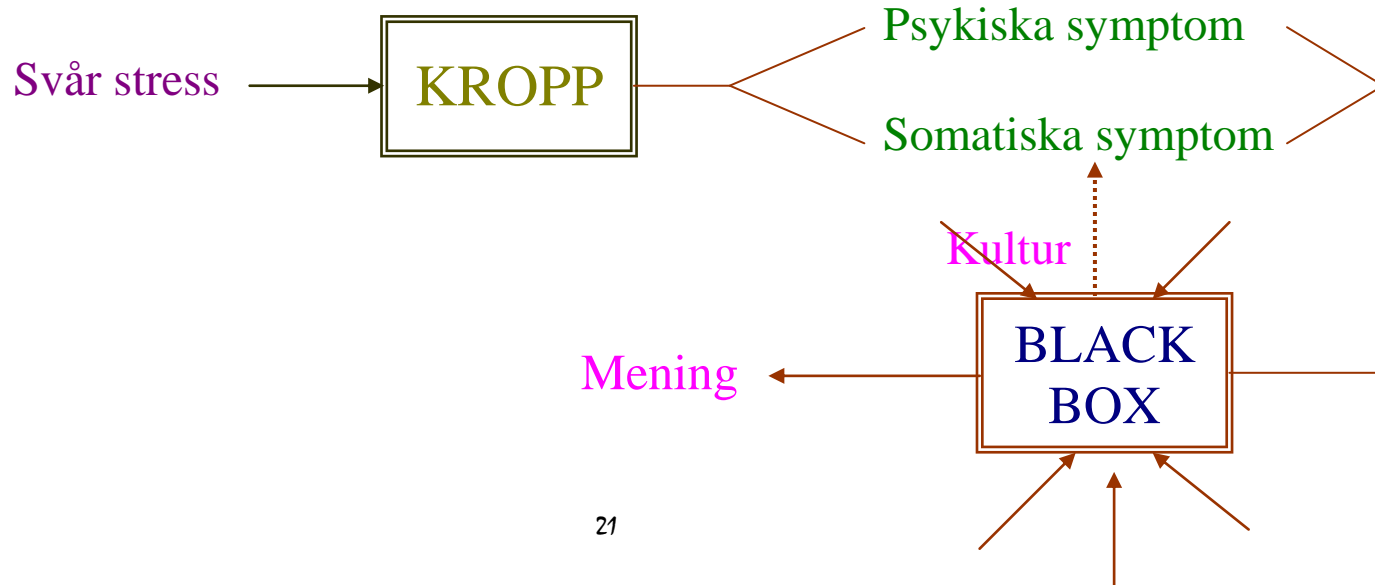 Psykiska symptom
Svår stress
KROPP
Somatiska symptom
Kultur
BLACK
BOX
Mening
21